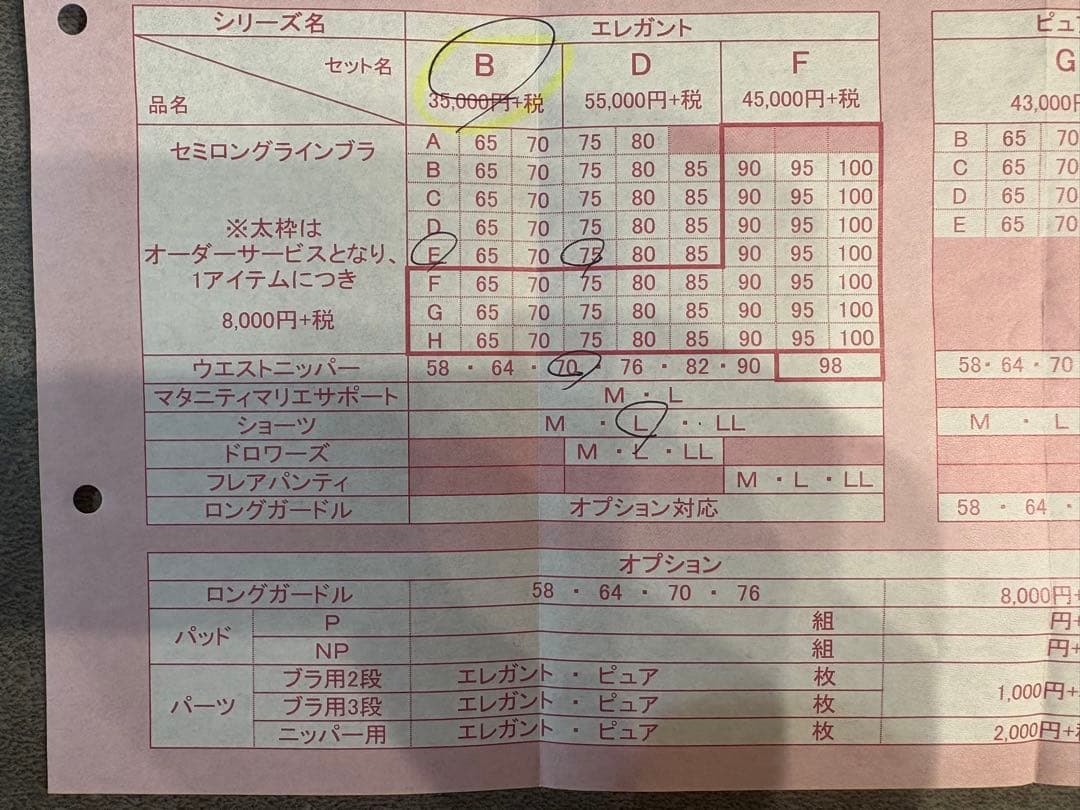 シリーズ名 エレガント ピュ
セット名 B D F G
品名 35,000円+税 55,000円+税 45,000円+税 43,000円
セミロングラインブラ A 65 70 75 80 B 65 70
B 65 70 75 80 85 90 95 100 C 65 70
C 65 70 75 80 85 90 95 100 D 65 70
※太枠は D 65 70 75 80 85 90 95 100 E 65 70
オーダーサービスとなり、 E 65 70 75 80 85 90 95 100
1アイテムにつき F 65 70 75 80 85 90 95 100
8,000円+税 G 65 70 75 80 85 90 95 100
H 65 70 75 80 85 90 95 100
ウエストニッパー 58 ・ 64 ・ 70 ・ 76 ・ 82 ・ 90 98 58・64・70
マタニティマリエサポート M ・ L
ショーツ M ・ L ・ LL M ・ L
ドロワーズ M ・ L ・ LL
フレアパンティ M ・ L ・ LL
ロングガードル オプション対応 58 ・ 64 ・
オプション
ロングガードル 58 ・ 64 ・ 70 ・ 76 8,000円+
パッド P 組 円+
NP 組 円+
パーツ ブラ用2段 エレガント ・ ピュア 枚 1,000円+
ブラ用3段 エレガント ・ ピュア 枚
ニッパー用 エレガント ・ ピュア 枚 2,000円+